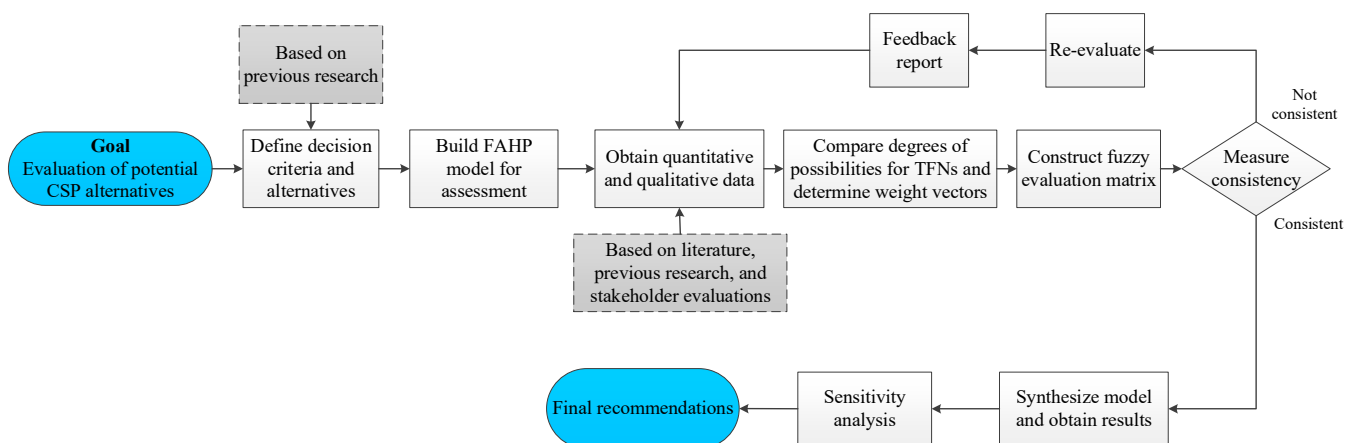 Based on
previous research
Feedback
report
Re-evaluate
Not
consistent
Goal
Evaluation of potential
CSP alternatives
Define decision
criteria and
alternatives
Build FAHP
model for
assessment
Obtain quantitative
and qualitative data
Compare degrees of
possibilities for TFNs and
determine weight vectors
Construct fuzzy
evaluation matrix
Measure
consistency
Consistent
Based on literature,
previous research, and
stakeholder evaluations
Final recommendations
Sensitivity
analysis
Synthesize model
and obtain results